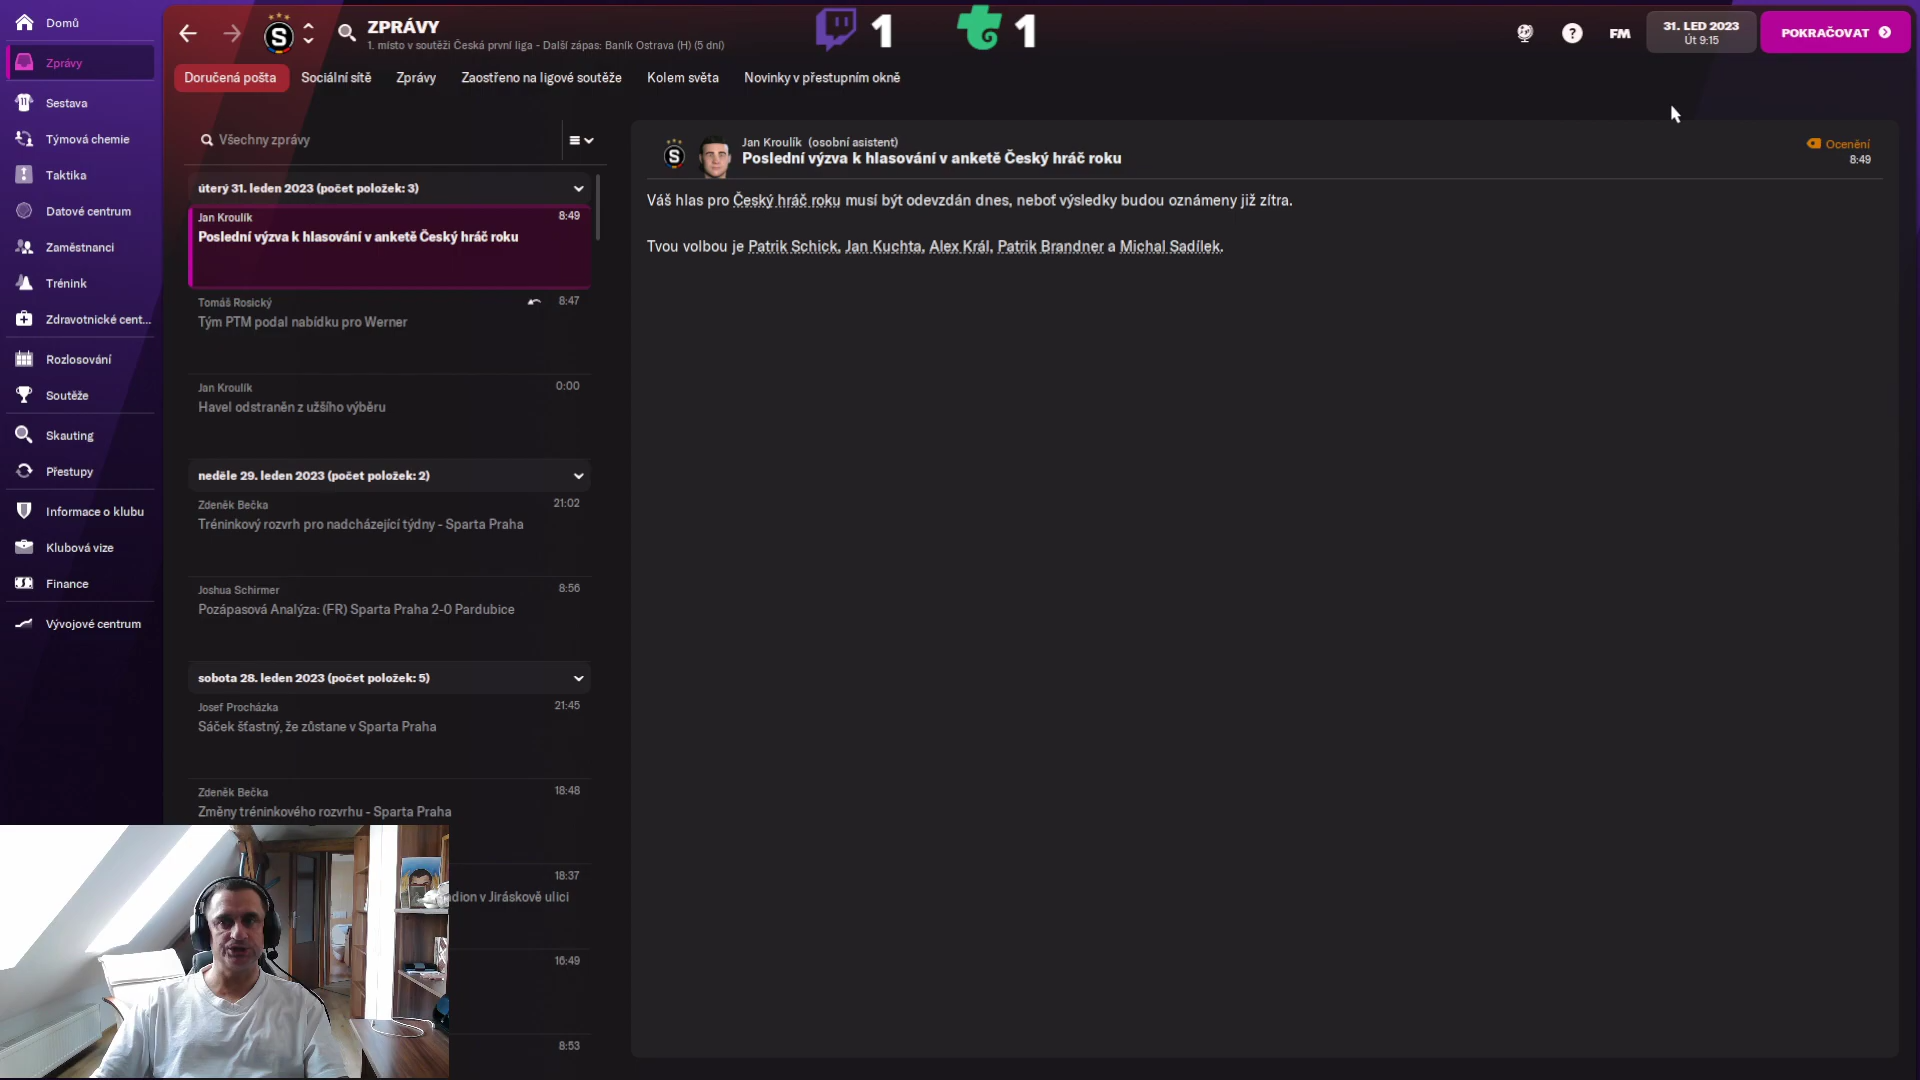 Domů
Zprávy
Sestava
Týmová chemie
Taktika
Datové centrum
Zaměstnanci
Trénink
Zdravotnické cent...
Rozlosování
Soutěže
Skauting
Přestupy
Informace o klubu
Klubová vize
Finance
Vývojové centrum
S
ZPRÁVY
1. místo v soutěži Česká první liga - Další zápas: Baník Ostrava (H) (5 dní)
1
1
FM
31. LED 2023
Út 9:15
POKRAČOVAT
Doručená pošta
Sociální sítě
Zprávy
Zaostřeno na ligové soutěže
Kolem světa
Novinky v přestupním okně
Všechny zprávy
úterý 31. leden 2023 (počet položek: 3)
Jan Kroulík
8:49
Poslední výzva k hlasování v anketě Český hráč roku
Tomáš Rosický
8:47
Tým PTM podal nabídku pro Werner
Jan Kroulík
0:00
Havel odstraněn z užšího výběru
neděle 29. leden 2023 (počet položek: 2)
Zdeněk Bečka
21:02
Tréninkový rozvrh pro nadcházející týdny - Sparta Praha
Joshua Schirmer
8:56
Pozápasová Analýza: (FR) Sparta Praha 2-0 Pardubice
sobota 28. leden 2023 (počet položek: 5)
Josef Procházka
21:45
Sáček šťastný, že zůstane v Sparta Praha
Zdeněk Bečka
18:48
Změny tréninkového rozvrhu - Sparta Praha
18:37
dion v Jiráskově ulici
16:49
8:53
S
Jan Kroulík (osobní asistent)
Poslední výzva k hlasování v anketě Český hráč roku
Ocenění
8:49
Váš hlas pro Český hráč roku musí být odevzdán dnes, neboť výsledky budou oznámeny již zítra.
Tvou volbou je Patrik Schick, Jan Kuchta, Alex Král, Patrik Brandner a Michal Sadílek.